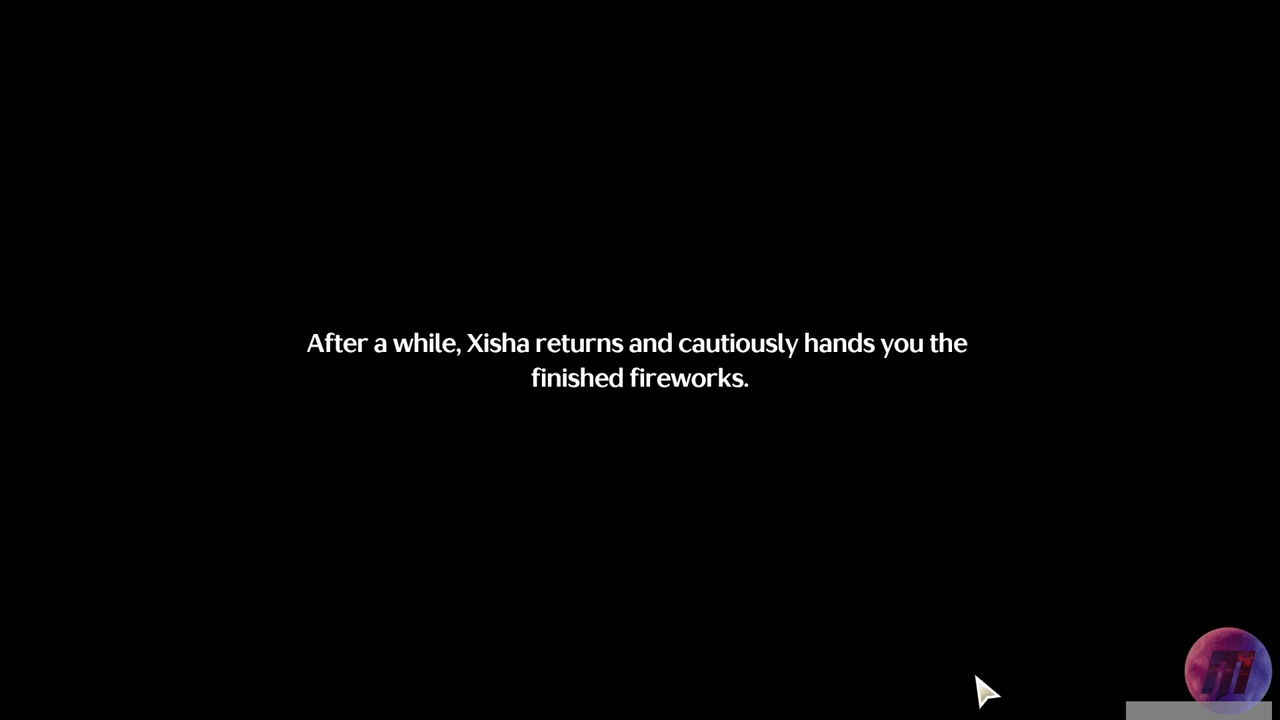 After a while, Xisha returns and cautiously hands you the
finished fireworks.